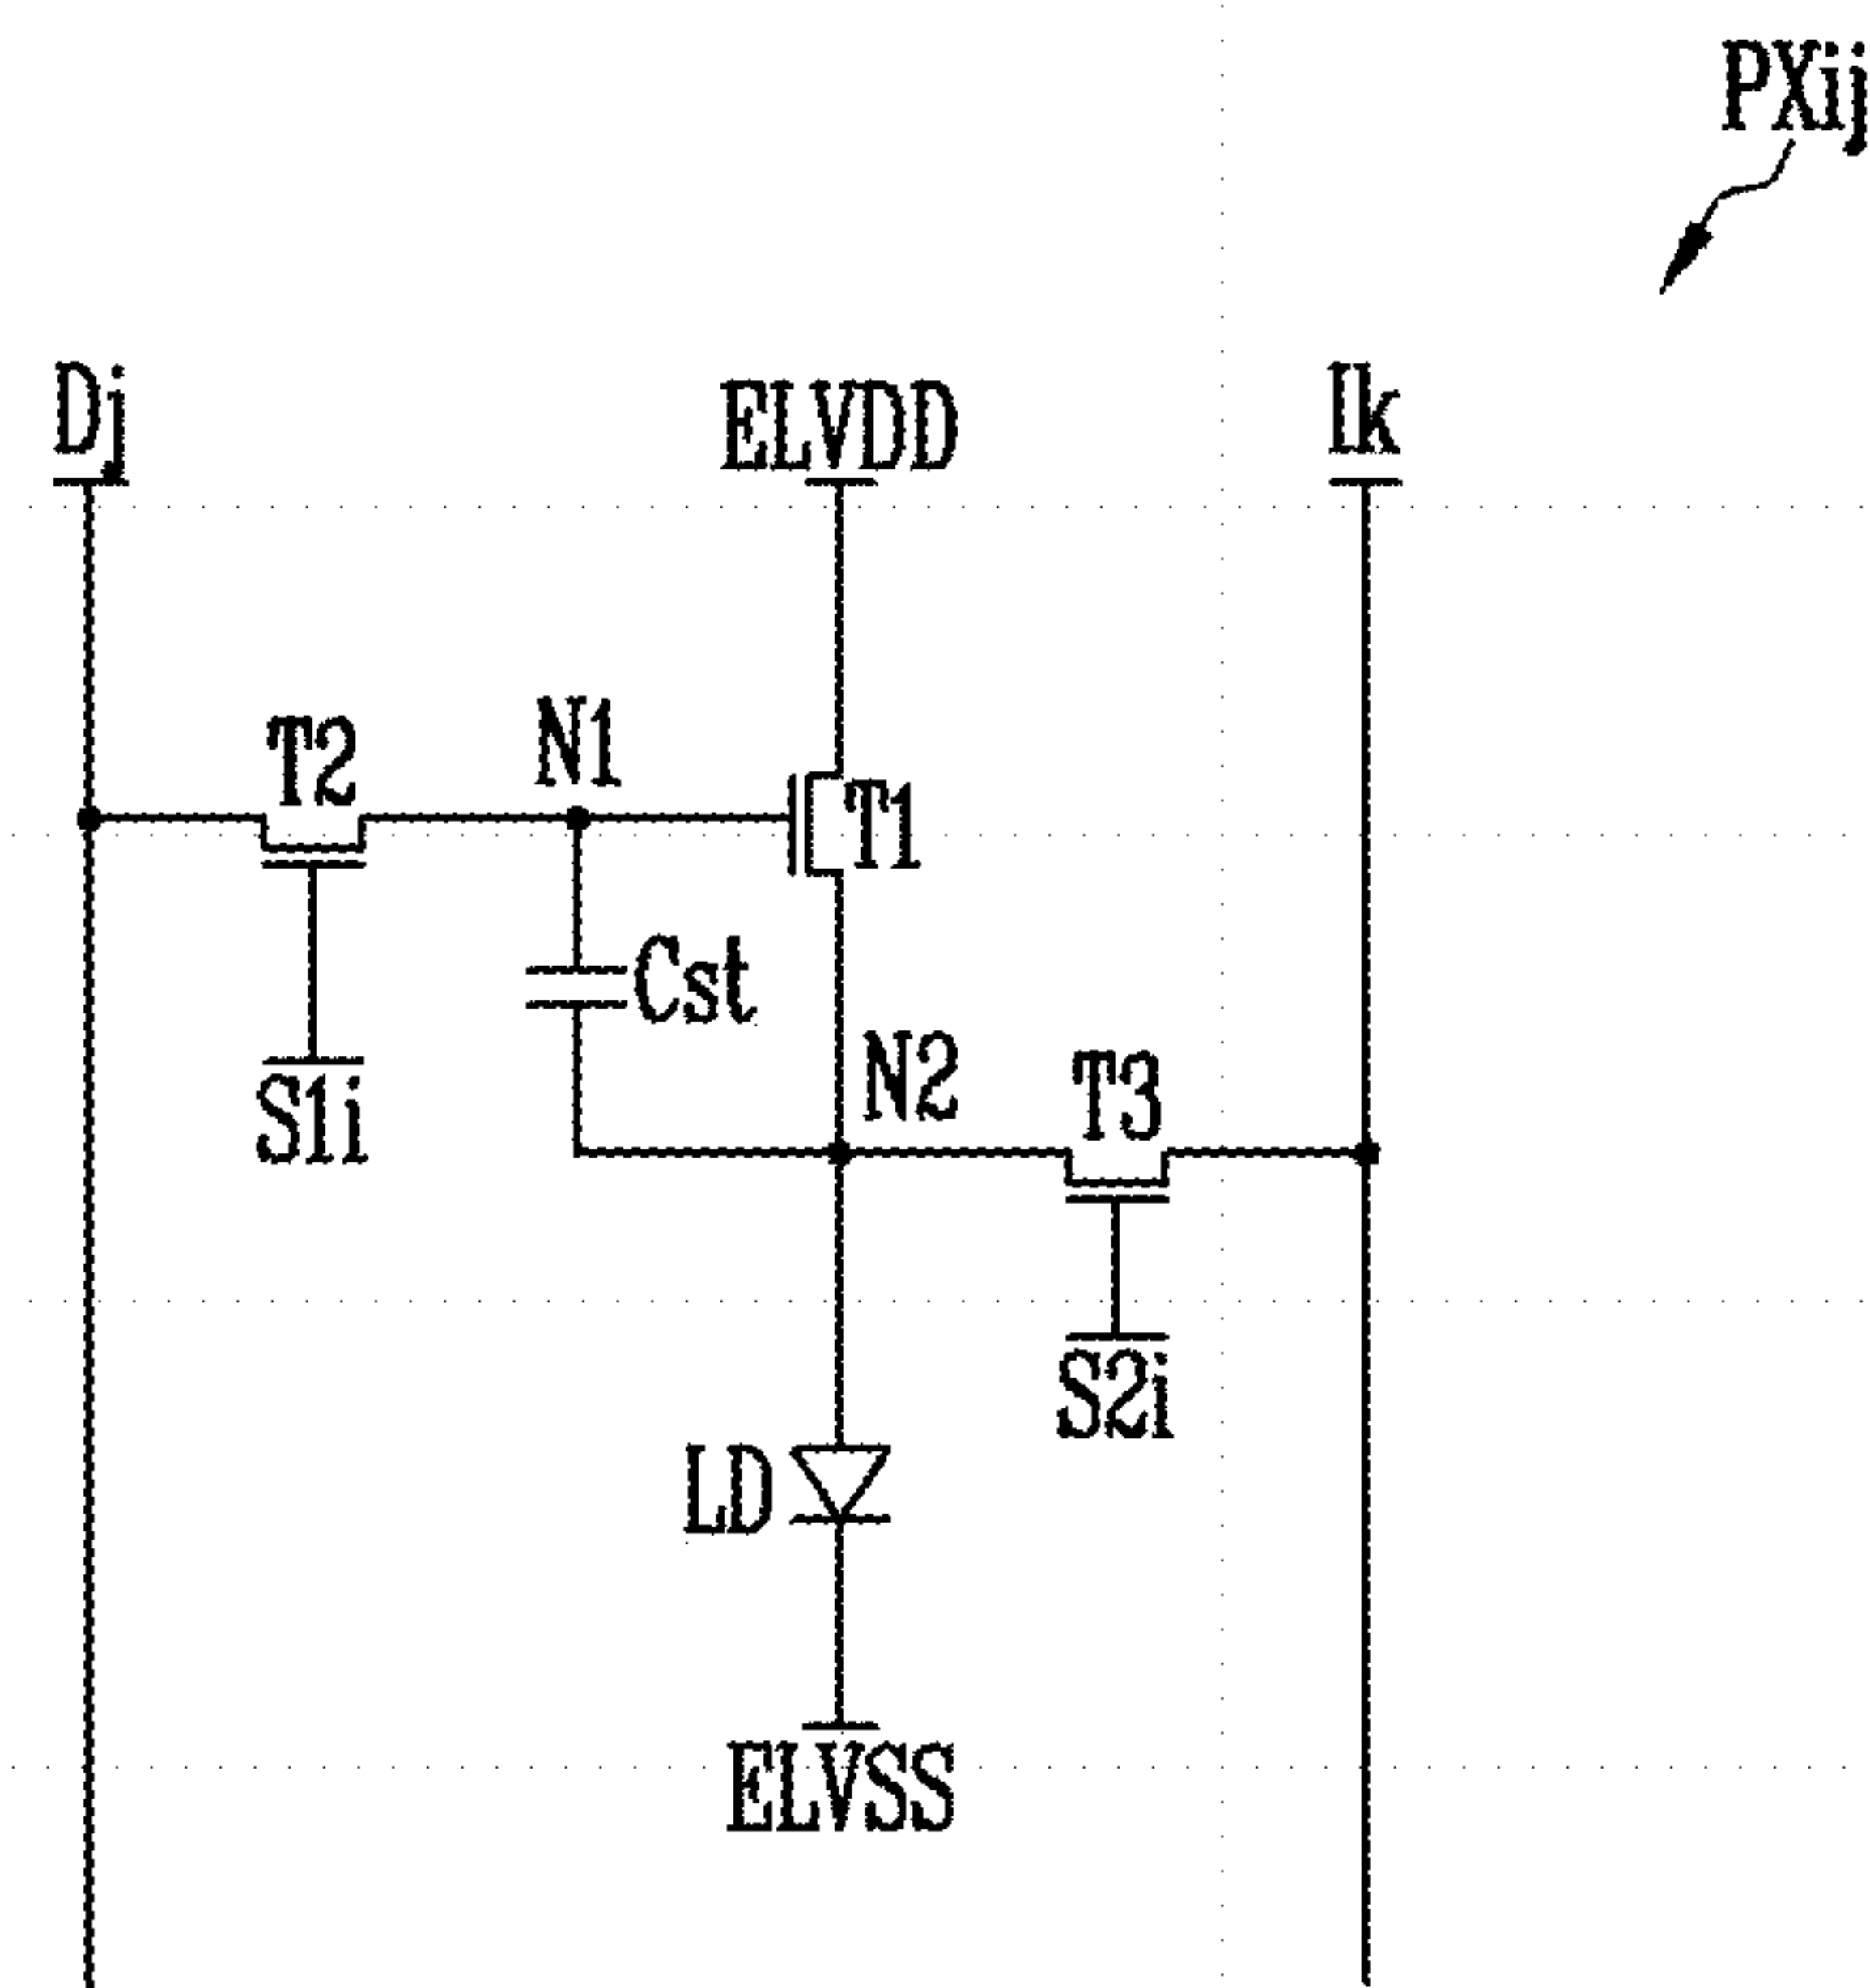 PXij
Dj
ELVDD
Ik
T2
N1
T1
Cst
N2
T3
S1i
S2i
LD
ELVSS